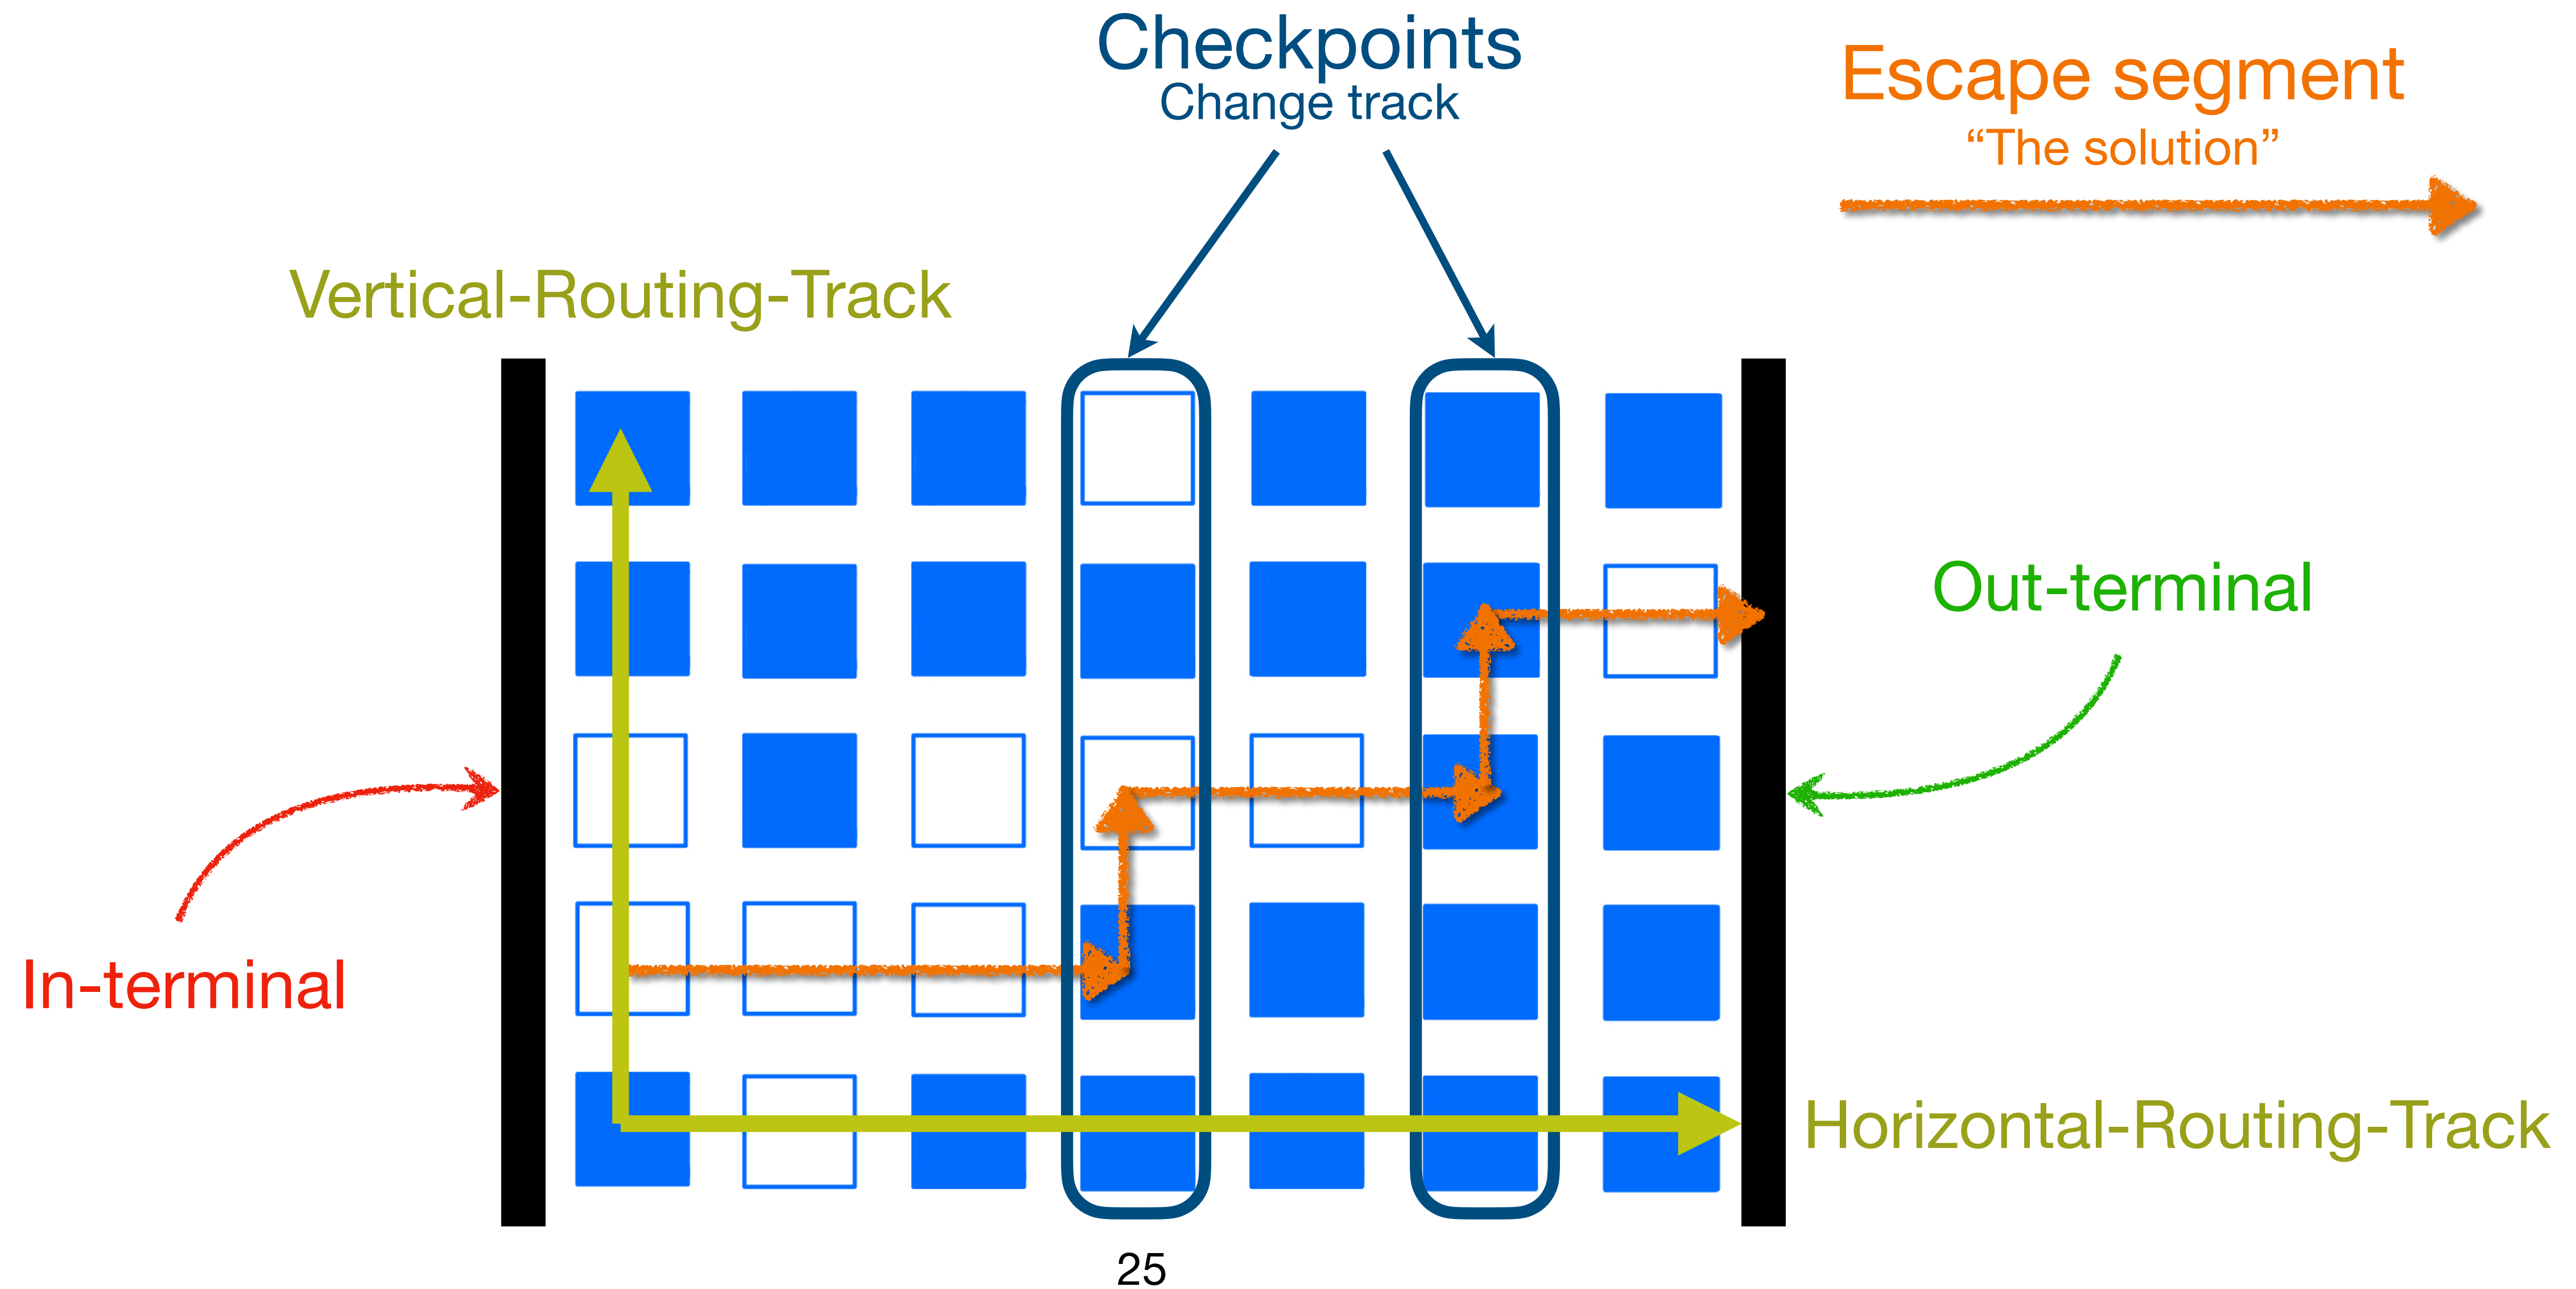 Checkpoints
Change track
Escape segment
“The solution”
Vertical-Routing-Track
Out-terminal
In-terminal
Horizontal-Routing-Track
25